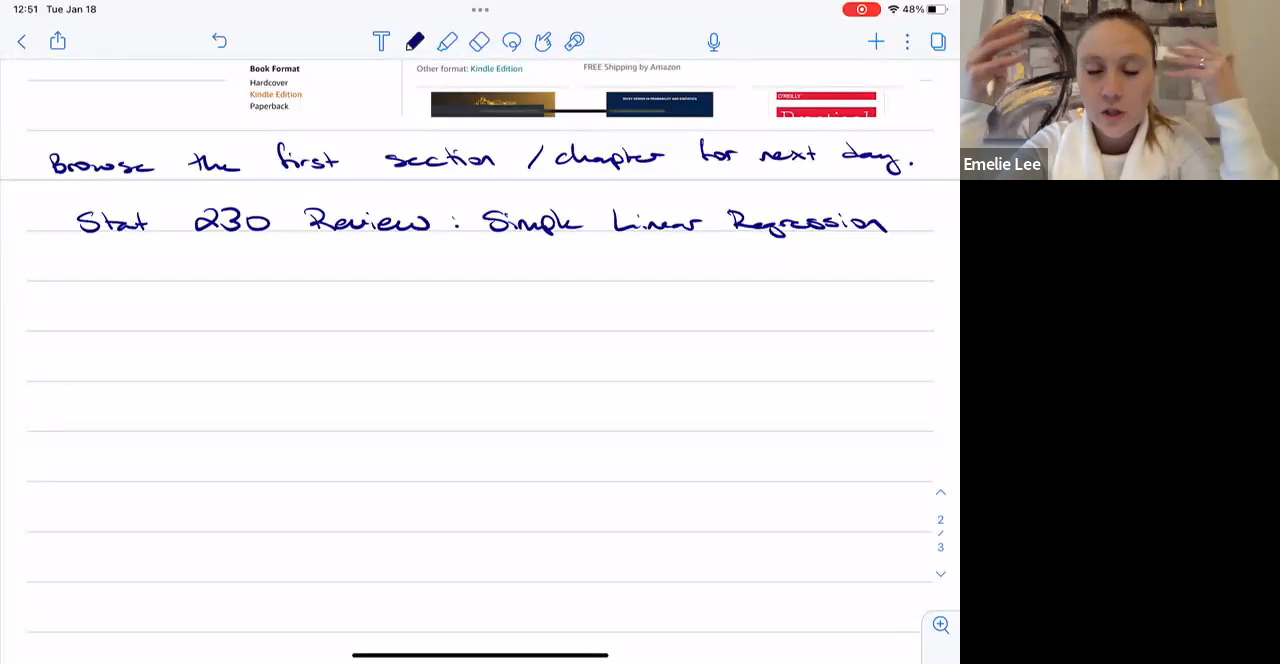 12:51 Tue Jan 18
48%
Book Format
Hardcover
Kindle Edition
Paperback
Other format: Kindle Edition
FREE Shipping by Amazon
O'REILLY
Practical
Browse the first section / chapter for next day.
Stat 230 Review : Simple Linear Regression
2
/
3
Emelie Lee